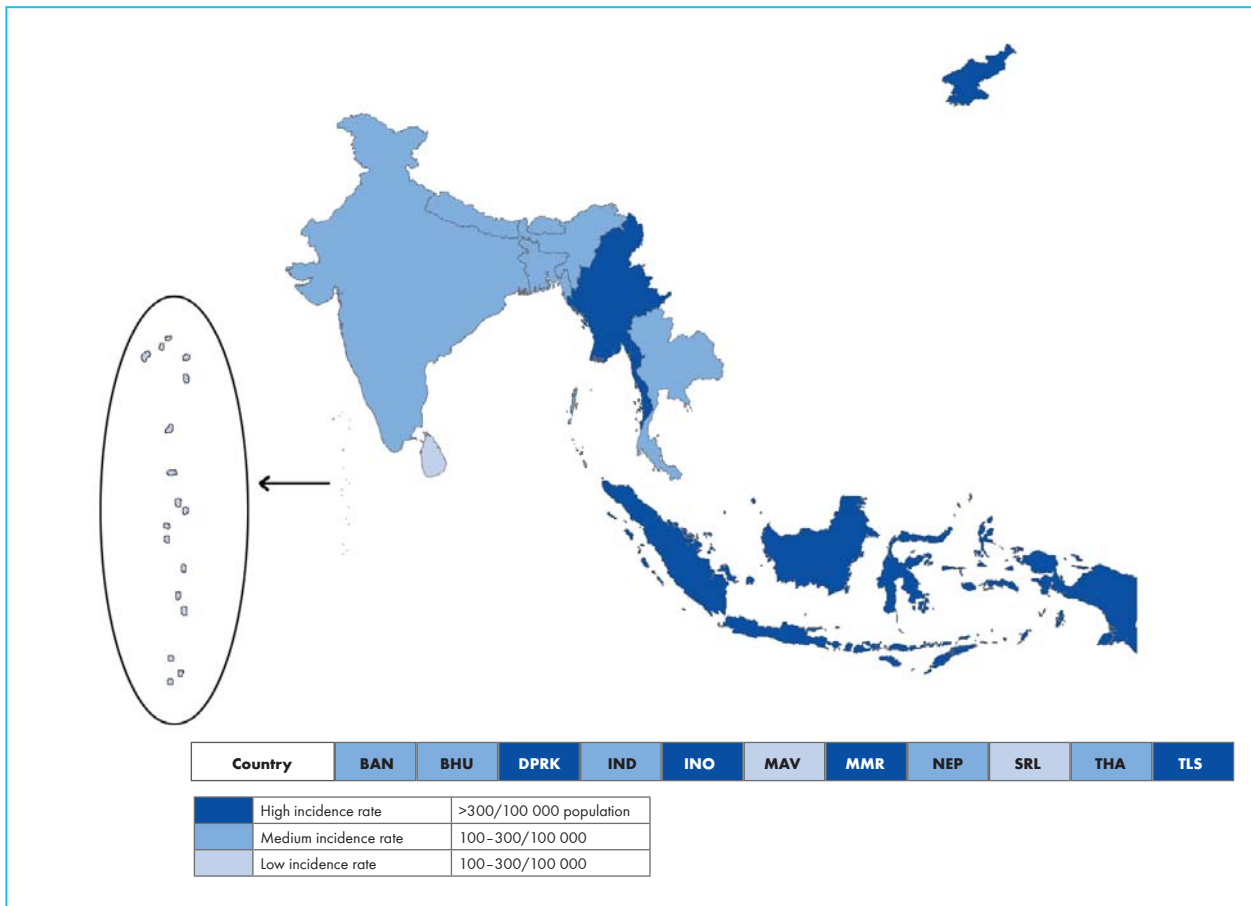 Country BAN BHU DPRK IND INO MAV MMR NEP SRL THA TLS
High incidence rate >300/100 000 population
Medium incidence rate 100–300/100 000
Low incidence rate 100–300/100 000